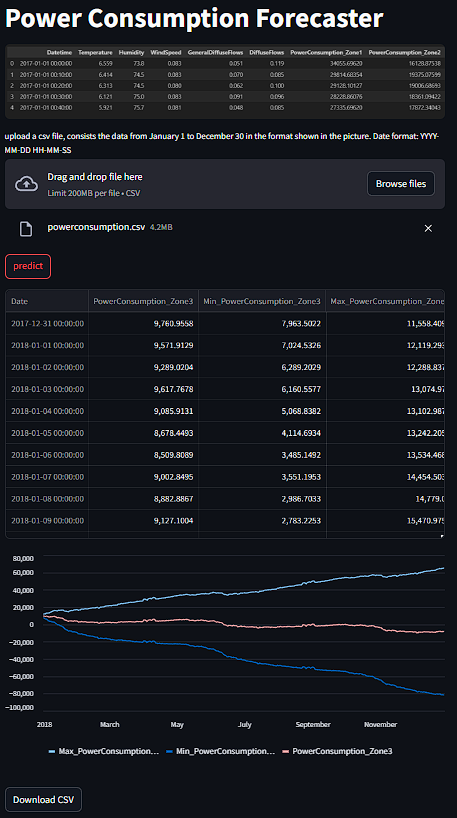 Power Consumption Forecaster
Datetime Temperature Humidity WindSpeed GeneralDiffuseFlows DiffuseFlows PowerConsumption_Zone1 PowerConsumption_Zone2
0 2017-01-01 00:00:00 6.559 73.8 0.083 0.051 0.119 34055.69620 16128.87538
1 2017-01-01 00:10:00 6.414 74.5 0.083 0.070 0.085 29814.68354 19375.07599
2 2017-01-01 00:20:00 6.313 74.5 0.080 0.062 0.100 29128.10127 19006.68693
3 2017-01-01 00:30:00 6.121 75.0 0.083 0.091 0.096 28228.86076 18361.09422
4 2017-01-01 00:40:00 5.921 75.7 0.081 0.048 0.085 27335.69620 17872.34043
upload a csv file, consists the data from January 1 to December 30 in the format shown in the picture. Date format: YYYY-
MM-DD HH-MM-SS
Drag and drop file here
Limit 200MB per file • CSV
Browse files
powerconsumption.csv 4.2MB
predict
Date PowerConsumption_Zone3 Min_PowerConsumption_Zone3 Max_PowerConsumption_Zone
2017-12-31 00:00:00 9,760.9558 7,963.5022 11,558.409
2018-01-01 00:00:00 9,571.9129 7,024.5326 12,119.293
2018-01-02 00:00:00 9,289.0204 6,289.2029 12,288.837
2018-01-03 00:00:00 9,617.7678 6,160.5577 13,074.97
2018-01-04 00:00:00 9,085.9131 5,068.8382 13,102.987
2018-01-05 00:00:00 8,678.4493 4,114.6934 13,242.205
2018-01-06 00:00:00 8,509.8089 3,485.1492 13,534.468
2018-01-07 00:00:00 9,002.8495 3,551.1953 14,454.503
2018-01-08 00:00:00 8,882.8867 2,986.7033 14,779.0
2018-01-09 00:00:00 9,127.1004 2,783.2253 15,470.975
80,000
60,000
40,000
20,000
0
−20,000
−40,000
−60,000
−80,000
−100,000
2018 March May July September November
Max_PowerConsumption… Min_PowerConsumption… PowerConsumption_Zone3
Download CSV